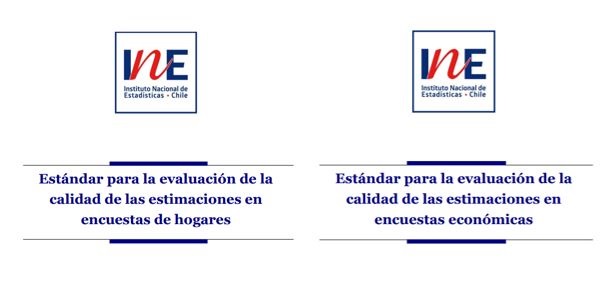 INE
Instituto Nacional de
Estadísticas - Chile
Estándar para la evaluación de la
calidad de las estimaciones en
encuestas de hogares
INE
Instituto Nacional de
Estadísticas - Chile
Estándar para la evaluación de la
calidad de las estimaciones en
encuestas económicas